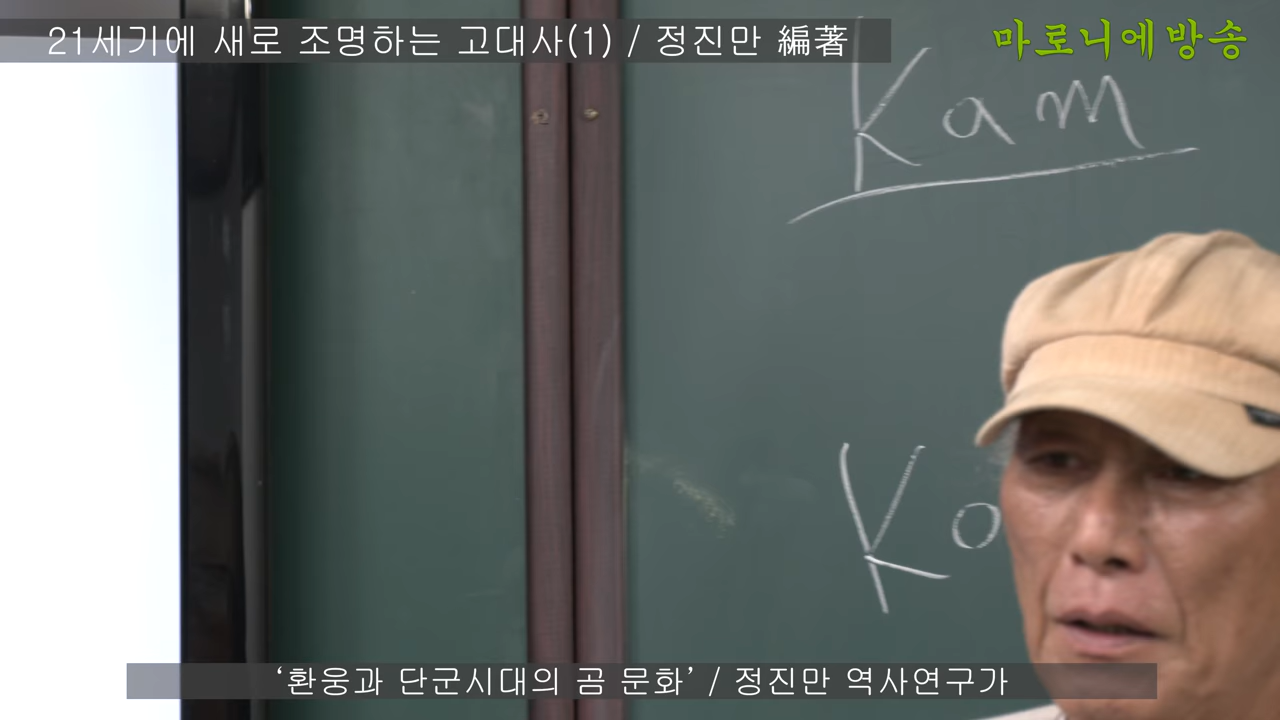 21세기에 새로 조명하는 고대사(1) / 정진만 編著
마로니에방송
Kam
Ko
‘환웅과 단군시대의 곰 문화’ / 정진만 역사연구가